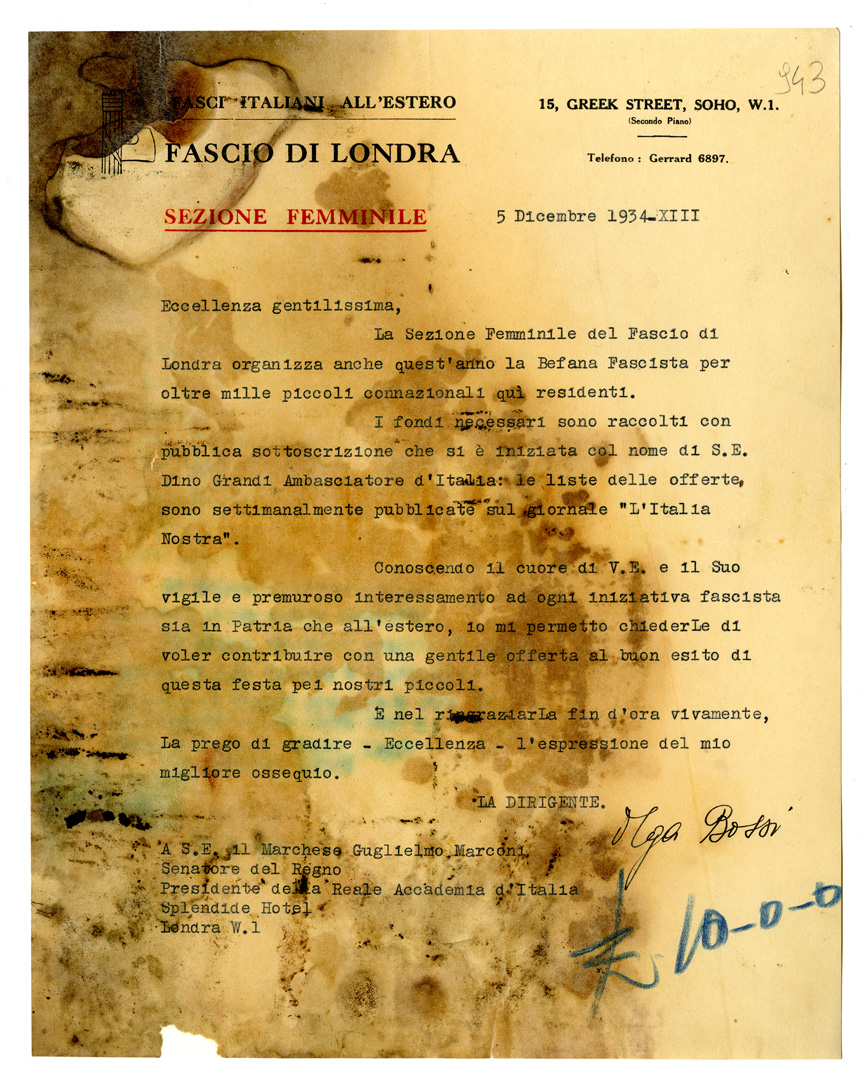 943
FASCI ITALIANI ALL'ESTERO
FASCIO DI LONDRA
SEZIONE FEMMINILE
15, GREEK STREET, SOHO, W.1.
(Secondo Piano)
Telefono : Gerrard 6897.
5 Dicembre 1934-XIII
Eccellenza gentilissima,
La Sezione Femminile del Fascio di
Londra organizza anche quest'anno la Befana Fascista per
oltre mille piccoli connazionali quì residenti.
I fondi necessari sono raccolti con
pubblica sottoscrizione che si è iniziata col nome di S.E.
Dino Grandi Ambasciatore d'Italia: le liste delle offerte,
sono settimanalmente pubblicate sul giornale "L'Italia
Nostra".
Conoscendo il cuore di V.E. e il Suo
vigile e premuroso interessamento ad ogni iniziativa fascista
sia in Patria che all'estero, io mi permetto chiederLe di
voler contribuire con una gentile offerta al buon esito di
questa festa pei nostri piccoli.
E nel ringraziarLa fin d'ora vivamente,
La prego di gradire - Eccellenza - l'espressione del mio
migliore ossequio.
LA DIRIGENTE.
Olga Bossi
A S.E. il Marchese Guglielmo Marconi
Senatore del Regno
Presidente della Reale Accademia d'Italia
Splendide Hotel
Londra W.1
£ 10-0-0